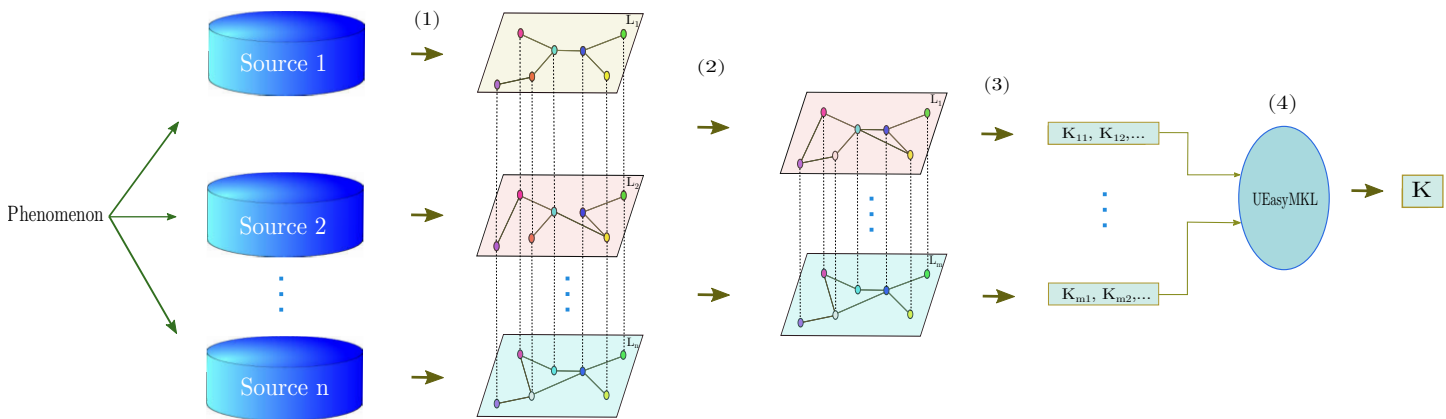 (1)
Source 1
L1
(2)
(3)
(4)
L1
K11, K12,...
Phenomenon
Source 2
L2
UEasyMKL
K
Lm
Km1, Km2,...
Source n
Ln